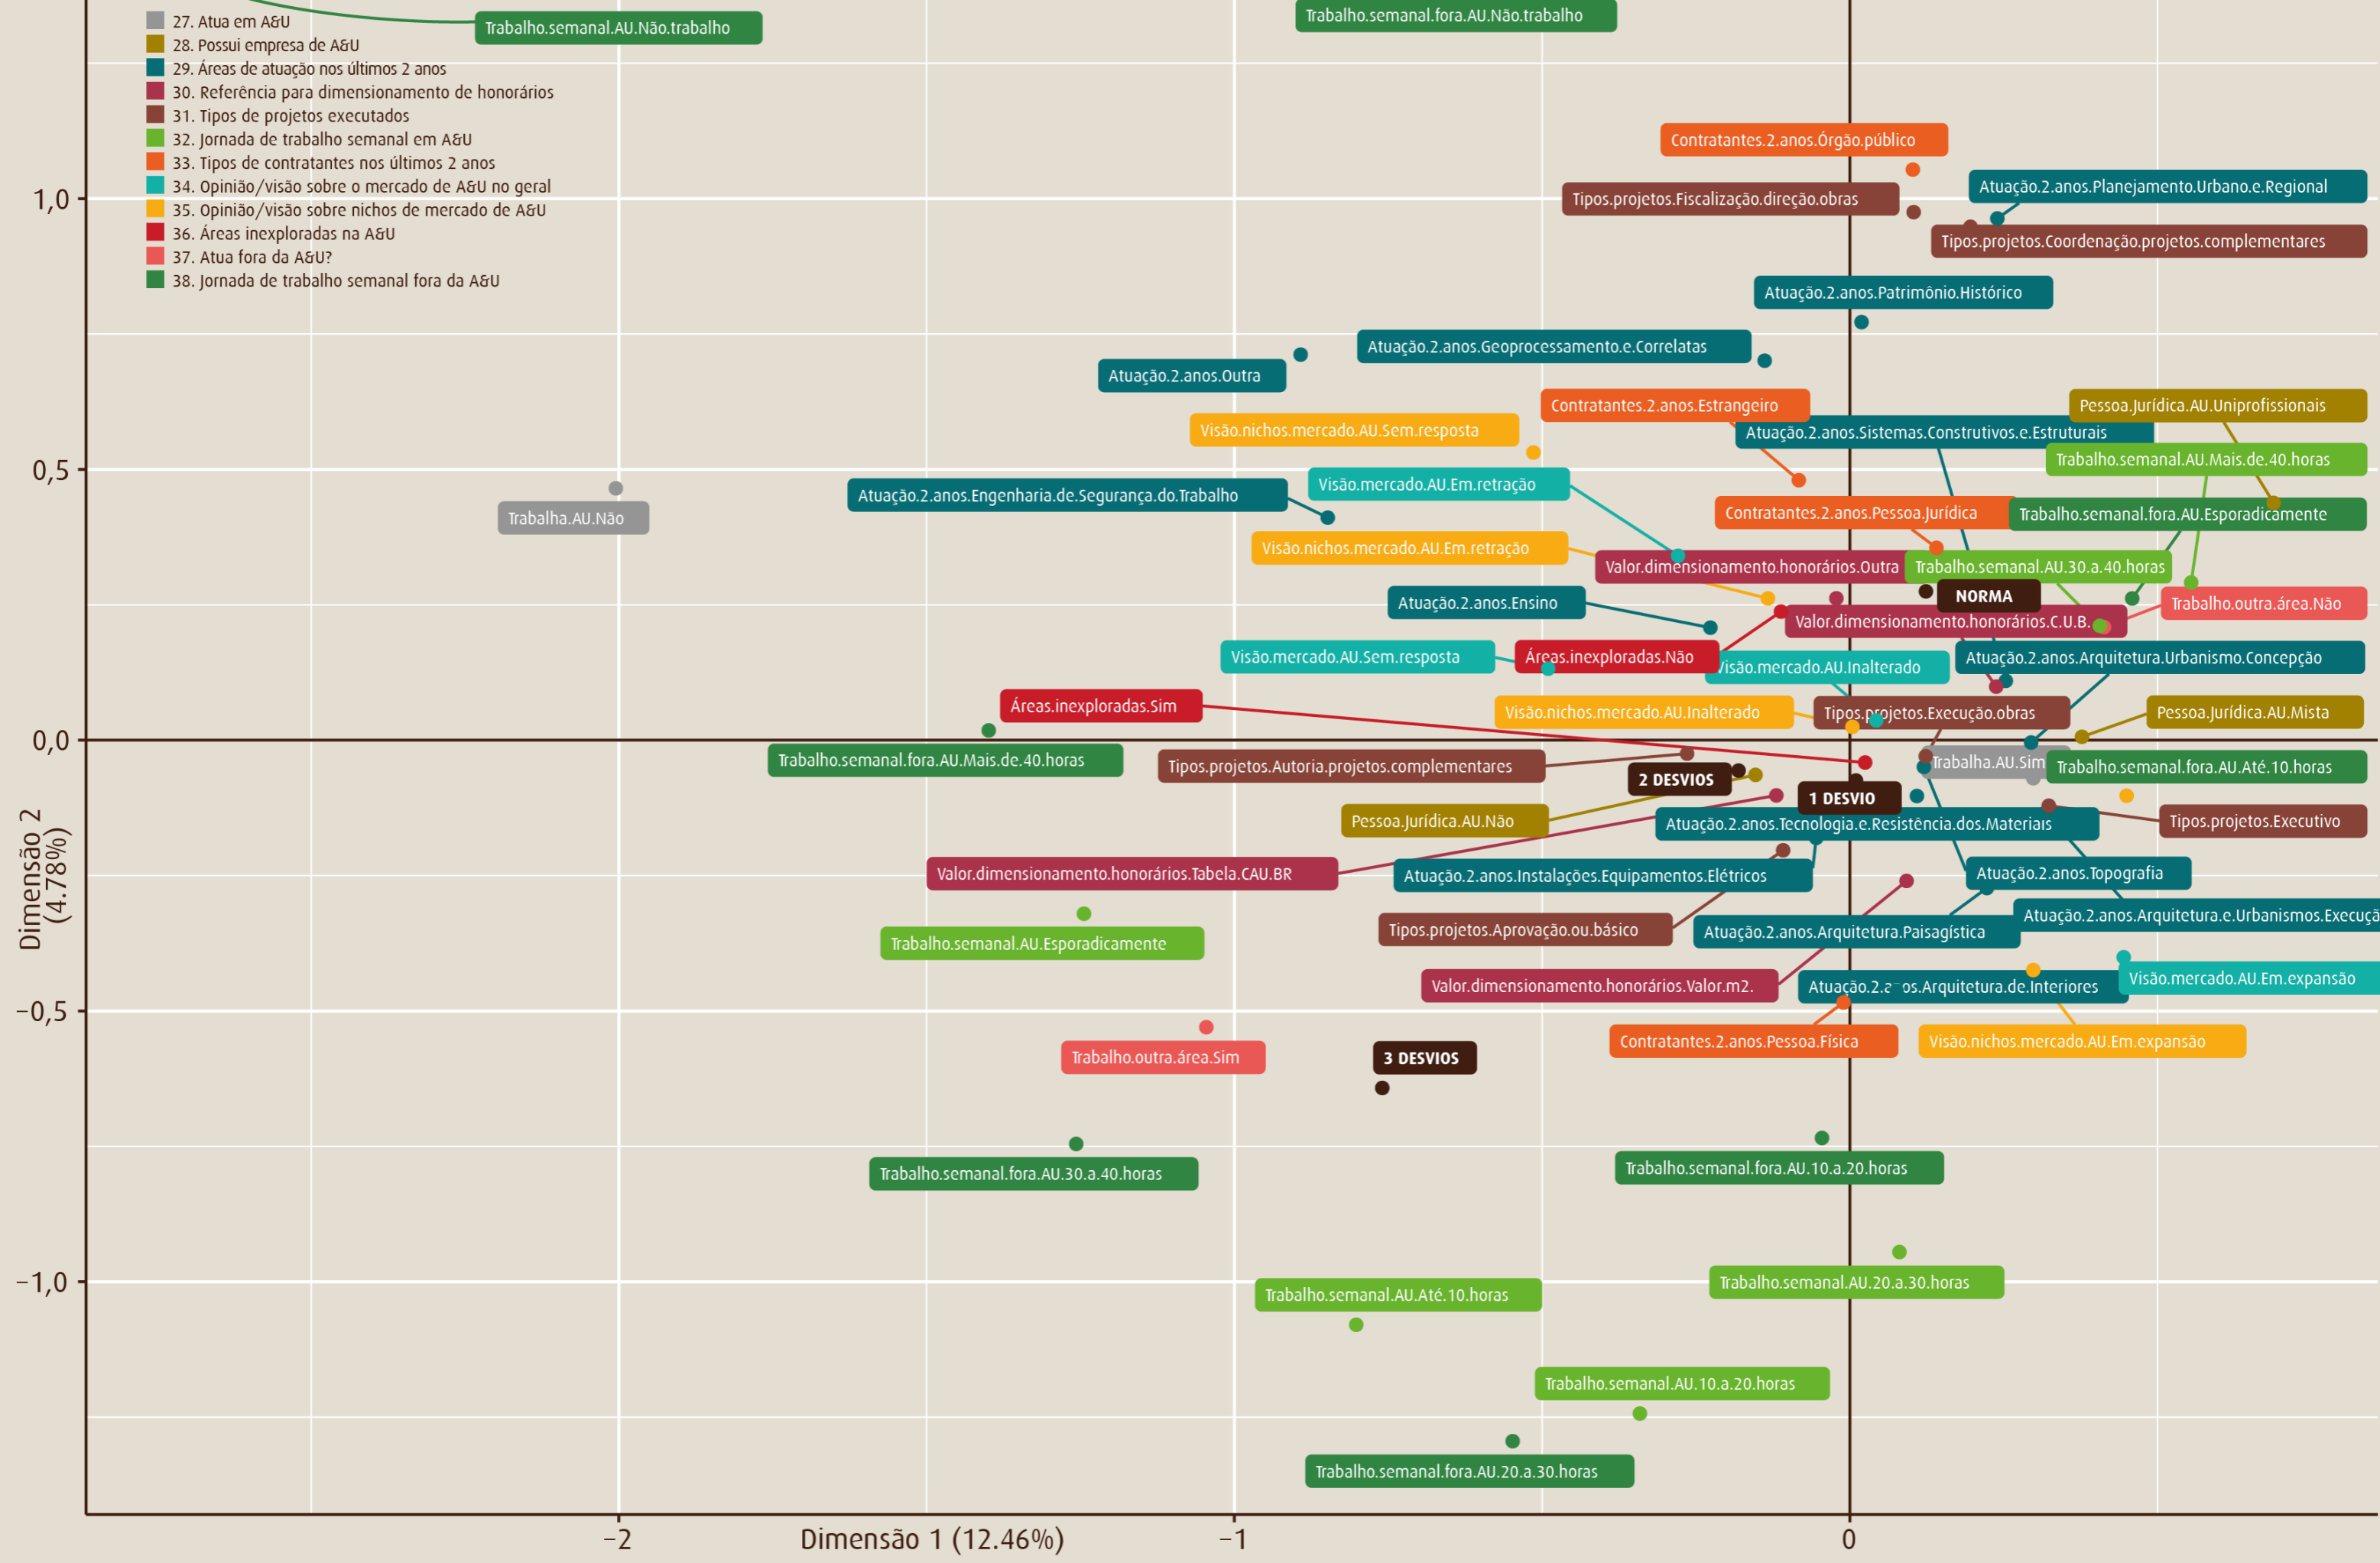 27. Atua em A&U
28. Possui empresa de A&U
29. Áreas de atuação nos últimos 2 anos
30. Referência para dimensionamento de honorários
31. Tipos de projetos executados
32. Jornada de trabalho semanal em A&U
33. Tipos de contratantes nos últimos 2 anos
34. Opinião/visão sobre o mercado de A&U no geral
35. Opinião/visão sobre nichos de mercado de A&U
36. Áreas inexploradas na A&U
37. Atua fora da A&U?
38. Jornada de trabalho semanal fora da A&U
Trabalho.semanal.AU.Não.trabalho
Trabalho.semanal.fora.AU.Não.trabalho
Contratantes.2.anos.Órgão.público
Atuação.2.anos.Planejamento.Urbano.e.Regional
1,0
Tipos.projetos.Fiscalização.direção.obras
Tipos.projetos.Coordenação.projetos.complementares
Atuação.2.anos.Patrimônio.Histórico
Atuação.2.anos.Geoprocessamento.e.Correlatas
Atuação.2.anos.Outra
Contratantes.2.anos.Estrangeiro
Pessoa.Jurídica.AU.Uniprofissionais
Visão.nichos.mercado.AU.Sem.resposta
Atuação.2.anos.Sistemas.Construtivos.e.Estruturais
Trabalho.semanal.AU.Mais.de.40.horas
0,5
Visão.mercado.AU.Em.retração
Atuação.2.anos.Engenharia.de.Segurança.do.Trabalho
Trabalha.AU.Não
Contratantes.2.anos.Pessoa.Jurídica
Trabalho.semanal.fora.AU.Esporadicamente
Visão.nichos.mercado.AU.Em.retração
Valor.dimensionamento.honorários.Outra
Trabalho.semanal.AU.30.a.40.horas
NORMA
Atuação.2.anos.Ensino
Trabalho.outra.área.Não
Valor.dimensionamento.honorários.C.U.B.
Visão.mercado.AU.Sem.resposta
Áreas.inexploradas.Não
Visão.mercado.AU.Inalterado
Atuação.2.anos.Arquitetura.Urbanismo.Concepção
Áreas.inexploradas.Sim
Visão.nichos.mercado.AU.Inalterado
Tipos.projetos.Execução.obras
Pessoa.Jurídica.AU.Mista
0,0
Trabalho.semanal.fora.AU.Mais.de.40.horas
Tipos.projetos.Autoria.projetos.complementares
Trabalha.AU.Sim
Trabalho.semanal.fora.AU.Até.10.horas
2 DESVIOS
1 DESVIO
Pessoa.Jurídica.AU.Não
Atuação.2.anos.Tecnologia.e.Resistência.dos.Materiais
Tipos.projetos.Executivo
Valor.dimensionamento.honorários.Tabela.CAU.BR
Atuação.2.anos.Instalações.Equipamentos.Elétricos
Atuação.2.anos.Topografia
Dimensão 2
(4.78%)
Atuação.2.anos.Arquitetura.e.Urbanismos.Execuçã
Tipos.projetos.Aprovação.ou.básico
Atuação.2.anos.Arquitetura.Paisagística
Trabalho.semanal.AU.Esporadicamente
Visão.mercado.AU.Em.expansão
Valor.dimensionamento.honorários.Valor.m2.
Atuação.2.anos.Arquitetura.de.Interiores
−0,5
Contratantes.2.anos.Pessoa.Física
Visão.nichos.mercado.AU.Em.expansão
Trabalho.outra.área.Sim
3 DESVIOS
Trabalho.semanal.fora.AU.30.a.40.horas
Trabalho.semanal.fora.AU.10.a.20.horas
−1,0
Trabalho.semanal.AU.20.a.30.horas
Trabalho.semanal.AU.Até.10.horas
Trabalho.semanal.AU.10.a.20.horas
Trabalho.semanal.fora.AU.20.a.30.horas
−2
Dimensão 1 (12.46%)
−1
0